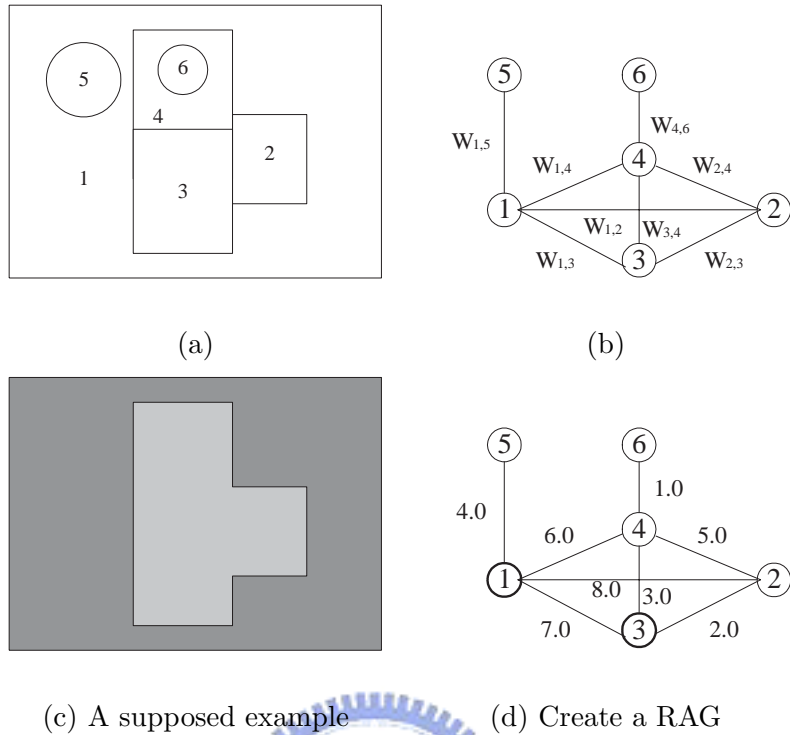 5
6
4
1
3
2
(a)
5
6
W1,5
W4,6
4
W1,4
W2,4
1
2
W1,2
W3,4
3
W1,3
W2,3
(b)
(c) A supposed example
5
6
4.0
1.0
4
6.0
5.0
1
2
8.0
3.0
3
7.0
2.0
(d) Create a RAG